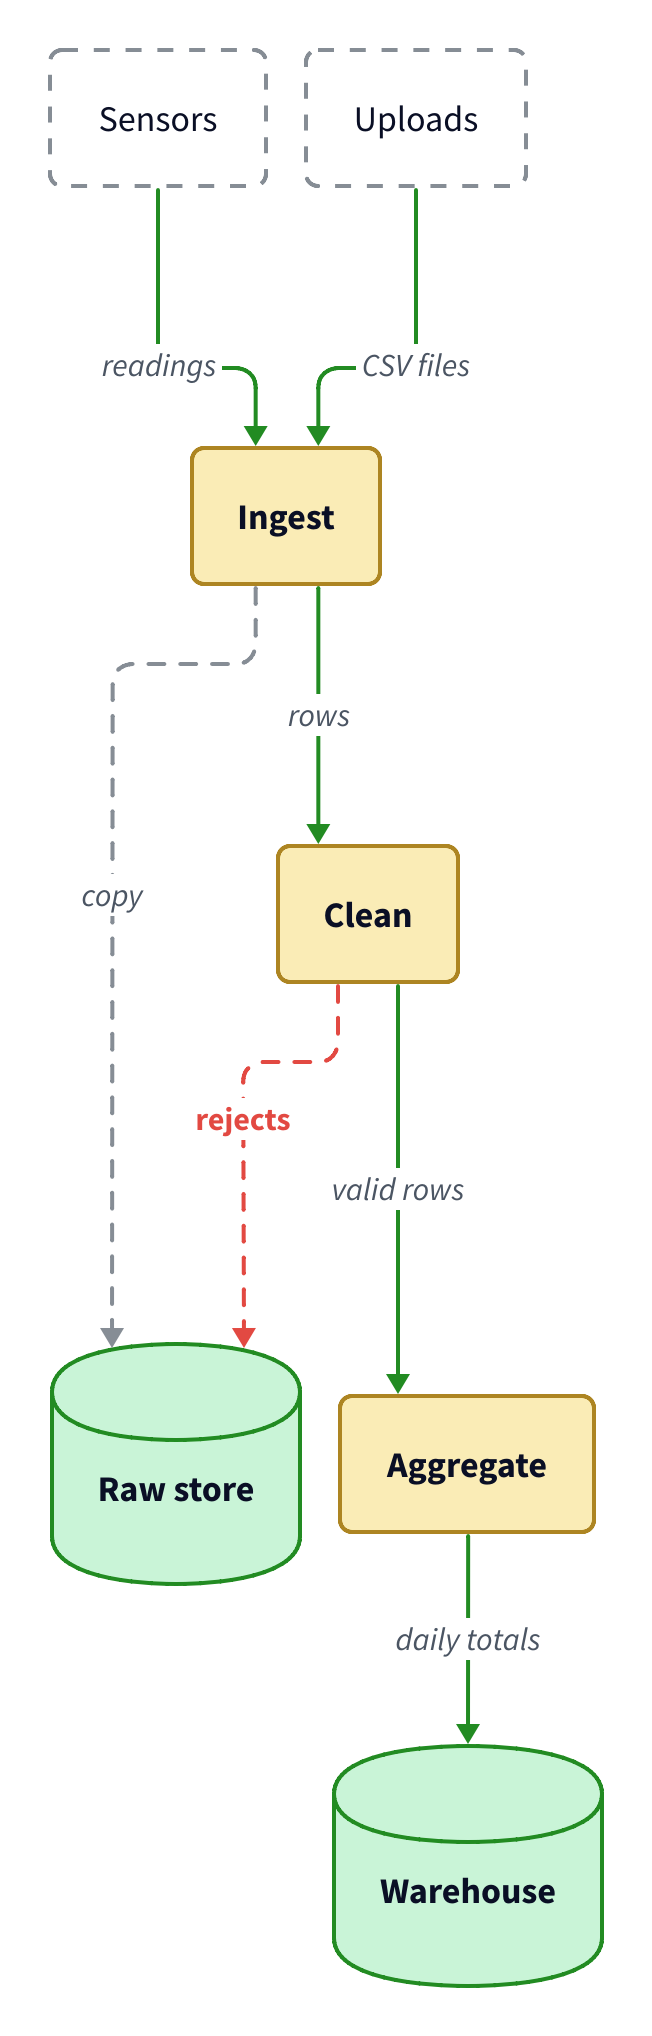 Sensors
Uploads
readings
CSV files
Ingest
rows
copy
Clean
rejects
valid rows
Aggregate
Raw store
daily totals
Warehouse